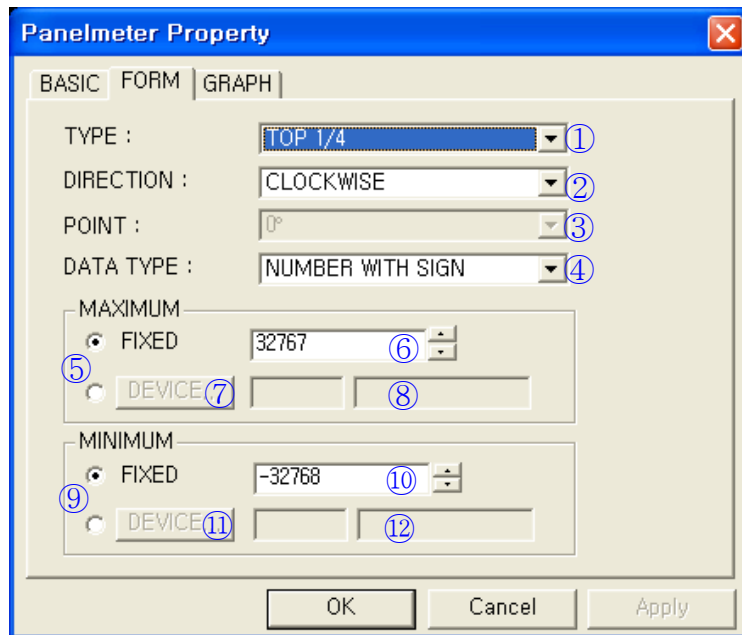 Panelmeter Property
BASIC FORM GRAPH
TYPE : TOP 1/4 ①
DIRECTION : CLOCKWISE ②
POINT : 0° ③
DATA TYPE : NUMBER WITH SIGN ④
MAXIMUM
FIXED 32767 ⑥
⑤
DEVICE ⑦ ⑧
MINIMUM
FIXED -32768 ⑩
⑨
DEVICE ⑪ ⑫
OK Cancel Apply